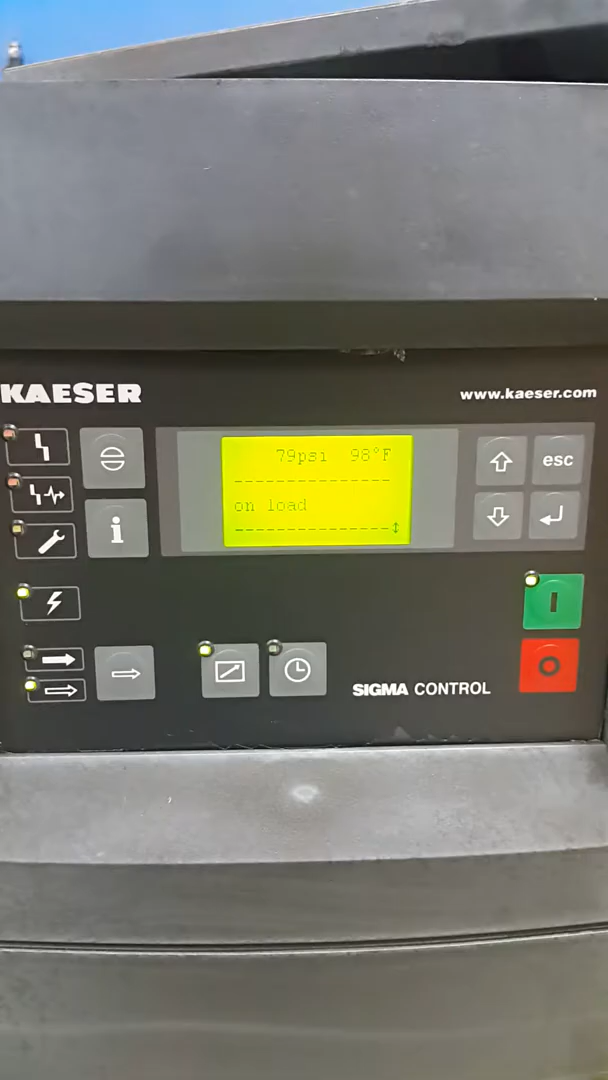 KAESER
www.kaeser.com
79psi 98°F
on load
esc
i
I
O
SIGMA CONTROL